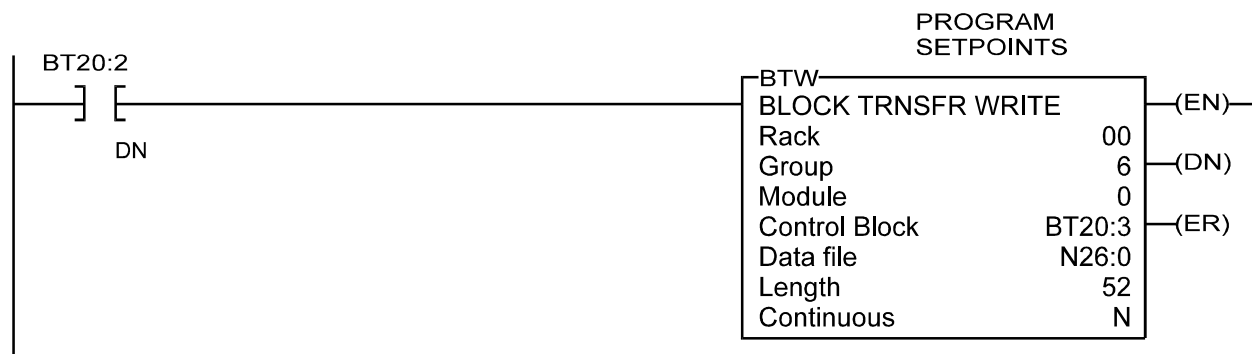 PROGRAM
SETPOINTS
BT20:2
DN
BTW
BLOCK TRNSFR WRITE
Rack 00
Group 6
Module 0
Control Block BT20:3
Data file N26:0
Length 52
Continuous N
(EN)
(DN)
(ER)